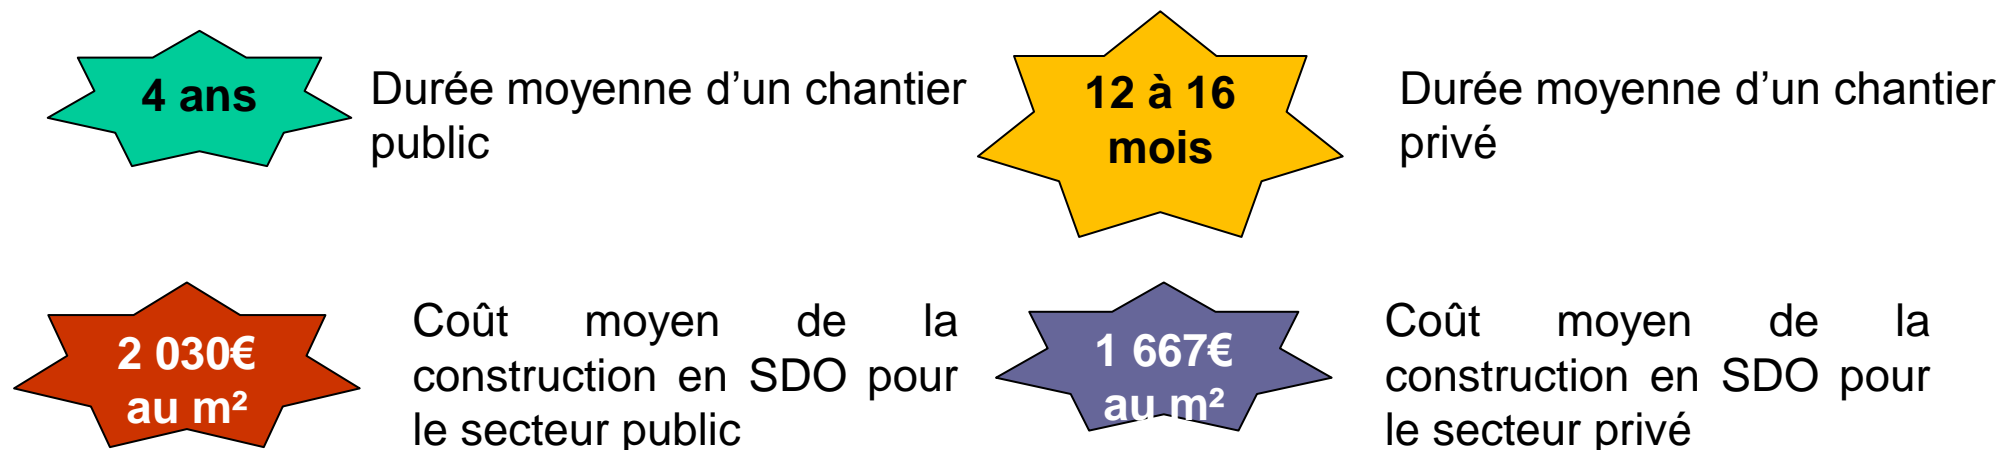 4 ans
Durée moyenne d’un chantier
public
12 à 16
mois
Durée moyenne d’un chantier
privé
2 030€
au m²
Coût moyen de la
construction en SDO pour
le secteur public
1 667€
au m²
Coût moyen de la
construction en SDO pour
le secteur privé